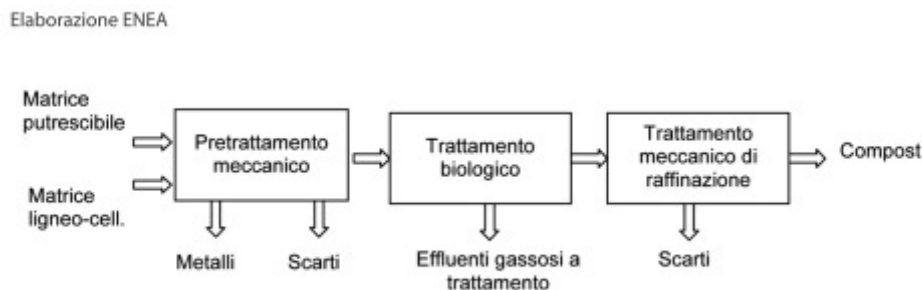 Elaborazione ENEA
Matrice
putrescibile
Matrice
ligneo-cell.
Pretrattamento
meccanico
Metalli
Scarti
Trattamento
biologico
Effluenti gassosi a
trattamento
Trattamento
meccanico di
raffinazione
Scarti
Compost